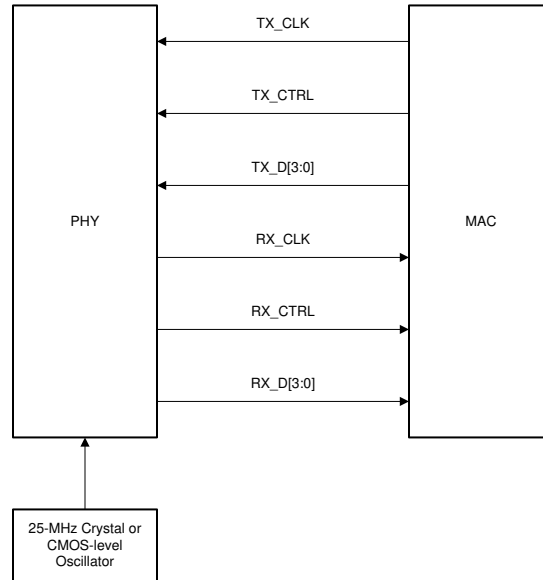 TX_CLK
TX_CTRL
TX_D[3:0]
PHY
MAC
RX_CLK
RX_CTRL
RX_D[3:0]
25-MHz Crystal or
CMOS-level
Oscillator